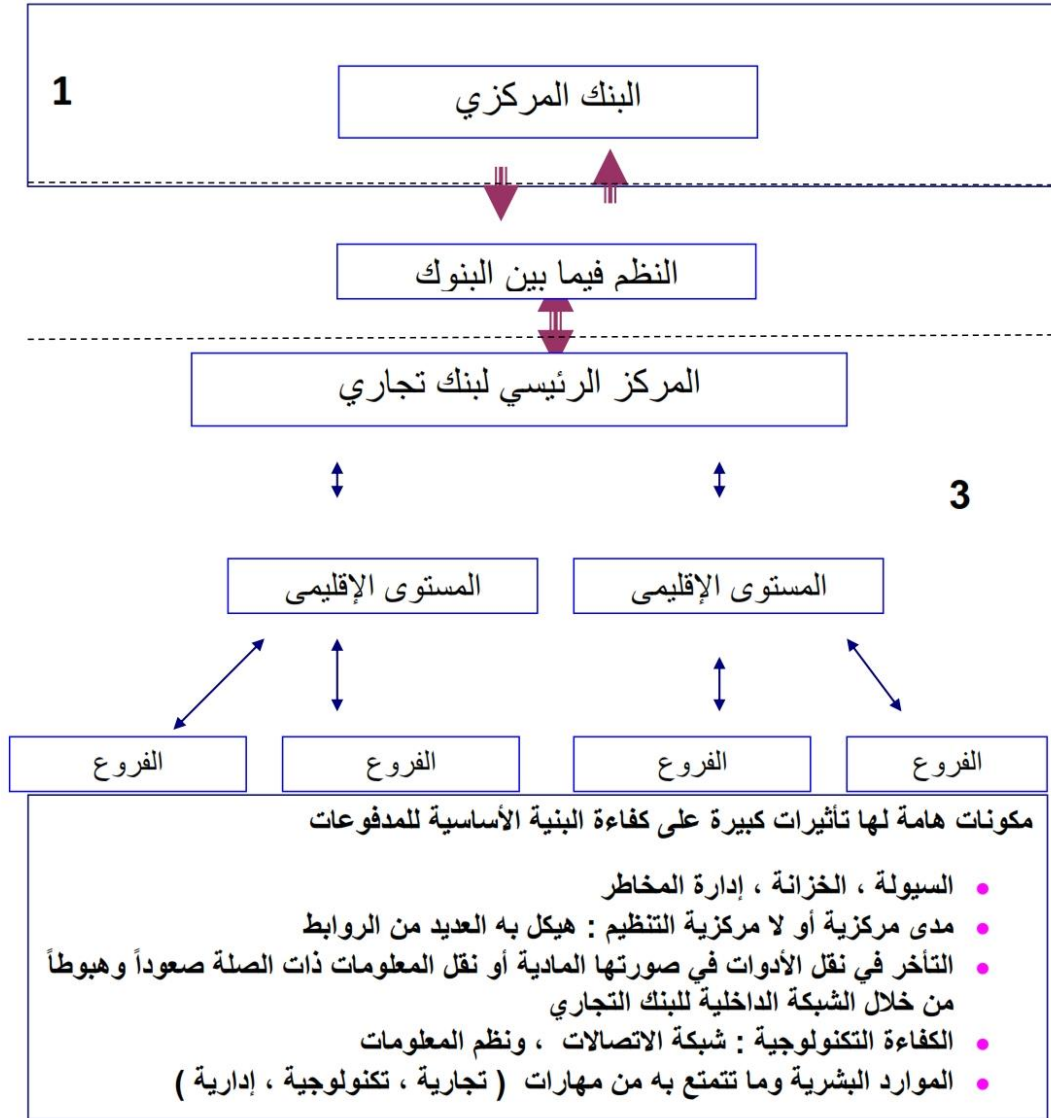 1
البنك المركزي
النظم فيما بين البنوك
المركز الرئيسي لبنك تجاري
3
المستوى الإقليمى
المستوى الإقليمى
الفروع
الفروع
الفروع
الفروع
مكونات هامة لها تأثيرات كبيرة على كفاءة البنية الأساسية للمدفوعات
• السيولة ، الخزانة ، إدارة المخاطر
• مدى مركزية أو لا مركزية التنظيم : هيكل به العديد من الروابط
• التأخر في نقل الأدوات في صورتها المادية أو نقل المعلومات ذات الصلة صعوداً وهبوطاً
من خلال الشبكة الداخلية للبنك التجاري
• الكفاءة التكنولوجية : شبكة الاتصالات ، ونظم المعلومات
• الموارد البشرية وما تتمتع به من مهارات ( تجارية ، تكنولوجية ، إدارية )